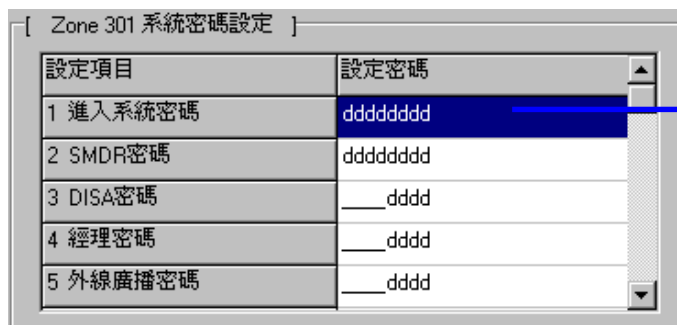 [ Zone 301 系統密碼設定 ]
設定項目 設定密碼
1 進入系統密碼 dddddddd
2 SMDR密碼 dddddddd
3 DISA密碼 ____dddd
4 經理密碼 ____dddd
5 外線廣播密碼 ____dddd